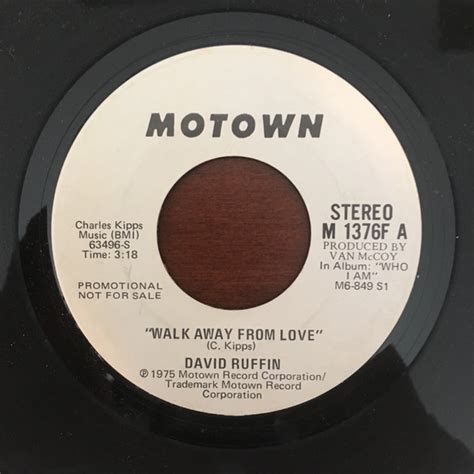 MOTOWN
Charles Kipps
Music (BMI)
63496-S
Time: 3:18
PROMOTIONAL
NOT FOR SALE
STEREO
M 1376F A
PRODUCED BY
VAN McCOY
In Album: "WHO
I AM"
M6-849 S1
"WALK AWAY FROM LOVE"
(C. Kipps)
DAVID RUFFIN
℗ 1975 Motown Record Corporation/
Trademark Motown Record
Corporation